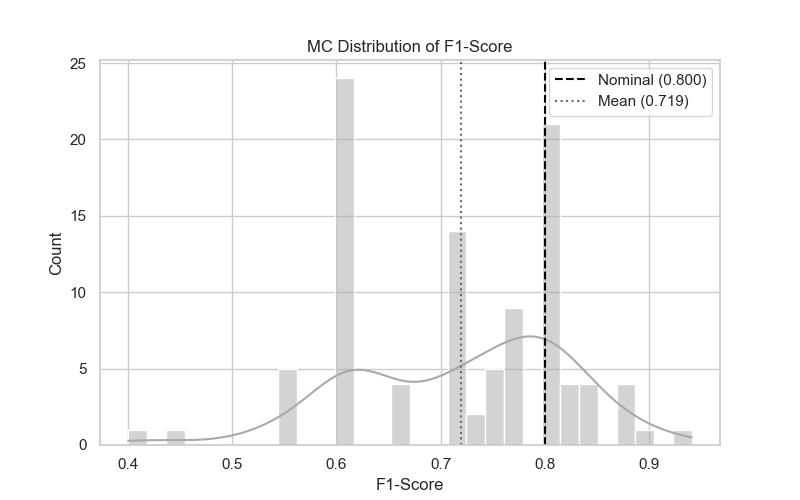 MC Distribution of F1-Score
Nominal (0.800)
Mean (0.719)
25
20
15
10
5
0
Count
0.4 0.5 0.6 0.7 0.8 0.9
F1-Score